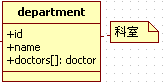 department
科室
+id
+name
+doctors[]: doctor